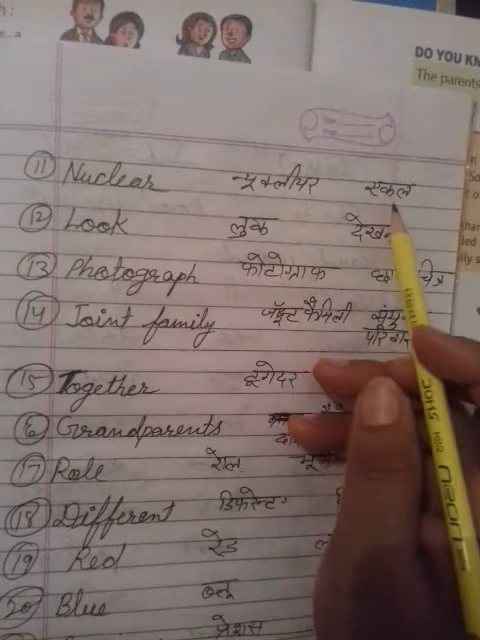 DO YOU KN
The parents
11 Nuclear न्यूक्लीयर एकल
12 Look लुक देखन
13 Photograph फोटोग्राफ चित्र
14 Joint family जॉइंट फैमिली
परिवार
15 Together टूगेदर
16 Grandparents
17 Role रोल
18 Different डिफरेन्ट
19 Red रेड
20 Blue ब्लू
प्रेशस